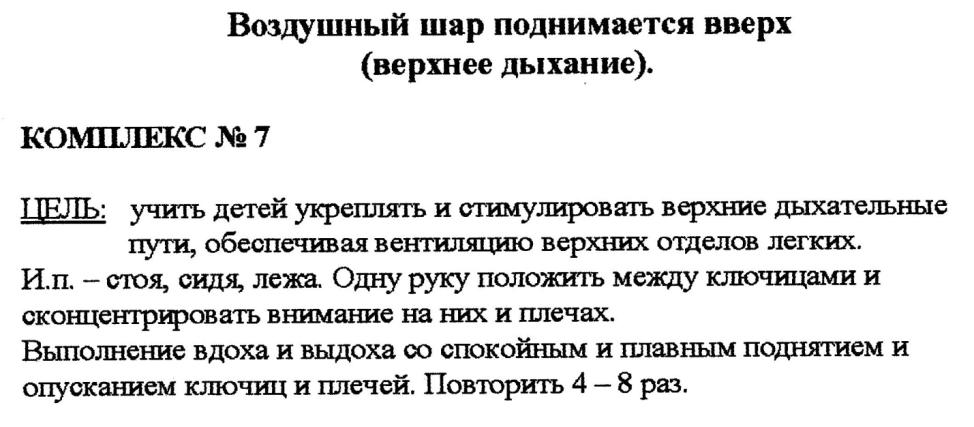 Воздушный шар поднимается вверх
(верхнее дыхание).
КОМПЛЕКС № 7
ЦЕЛЬ: учить детей укреплять и стимулировать верхние дыхательные
пути, обеспечивая вентиляцию верхних отделов легких.
И.п. – стоя, сидя, лежа. Одну руку положить между ключицами и
сконцентрировать внимание на них и плечах.
Выполнение вдоха и выдоха со спокойным и плавным поднятием и
опусканием ключиц и плечей. Повторить 4 – 8 раз.